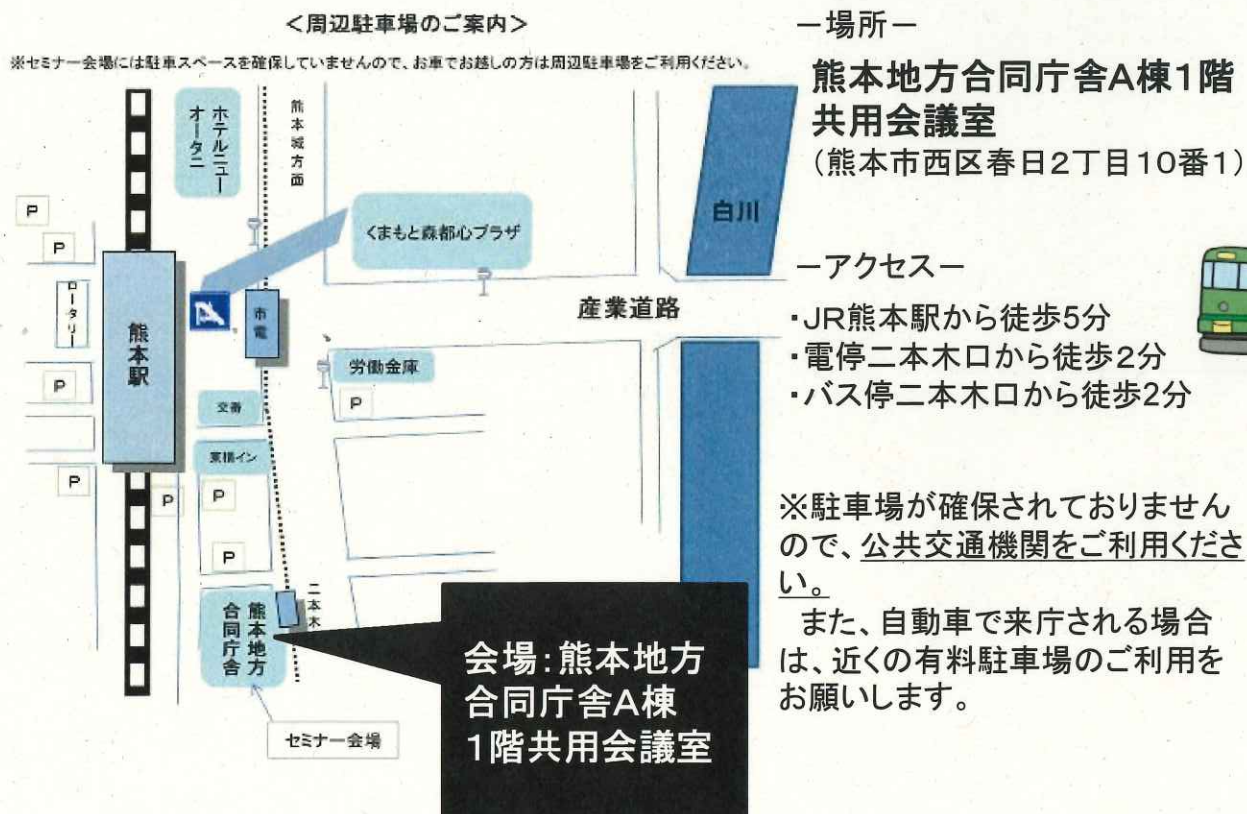 ＜周辺駐車場のご案内＞
※セミナー会場には駐車スペースを確保していませんので、お車でお越しの方は周辺駐車場をご利用ください。
ホテルニュー
オータニ
熊本城方面
くまもと森都心プラザ
白川
産業道路
P
P
ロータリー
熊本駅
市電
労働金庫
P
P
交番
東横イン
P
P
P
P
二本木
熊本地方
合同庁舎
セミナー会場
会場：熊本地方
合同庁舎A棟
1階共用会議室
－場所－
熊本地方合同庁舎A棟1階
共用会議室
（熊本市西区春日2丁目10番1）
－アクセス－
・JR熊本駅から徒歩5分
・電停二本木口から徒歩2分
・バス停二本木口から徒歩2分
※駐車場が確保されておりません
ので、公共交通機関をご利用くださ
い。
また、自動車で来庁される場合
は、近くの有料駐車場のご利用を
お願いします。